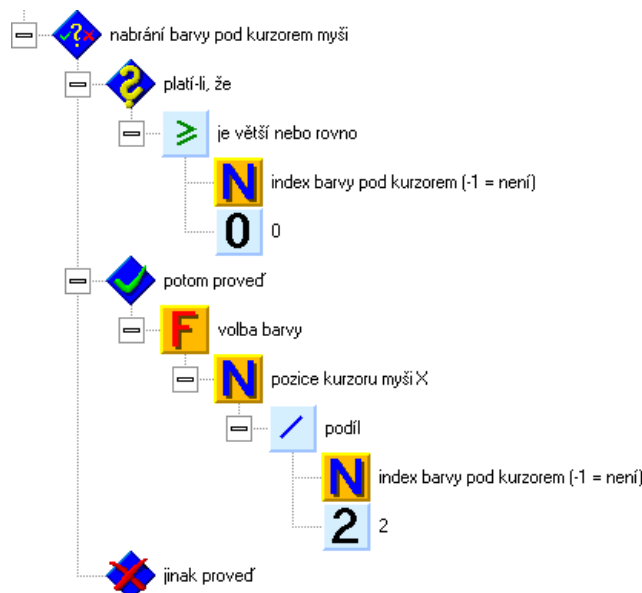 nabrání barvy pod kurzorem myši
platí-li, že
je větší nebo rovno
N index barvy pod kurzorem (-1 = není)
0 0
potom proveď
F volba barvy
N pozice kurzoru myši X
podíl
N index barvy pod kurzorem (-1 = není)
2 2
jinak proveď